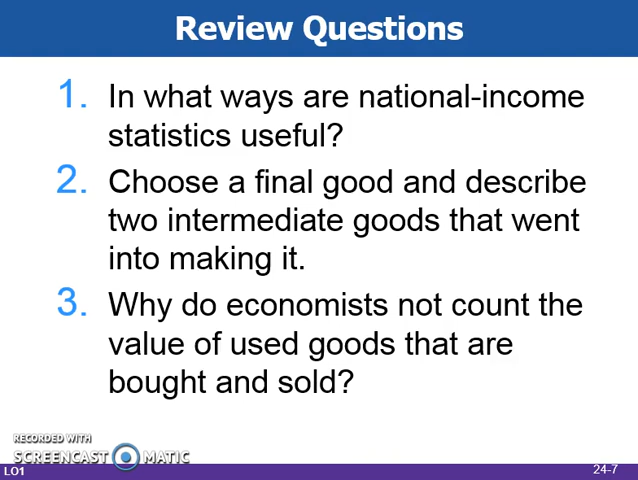 Review Questions
1. In what ways are national-income
statistics useful?
2. Choose a final good and describe
two intermediate goods that went
into making it.
3. Why do economists not count the
value of used goods that are
bought and sold?
RECORDED WITH
SCREENCAST MATIC
LO1
24-7